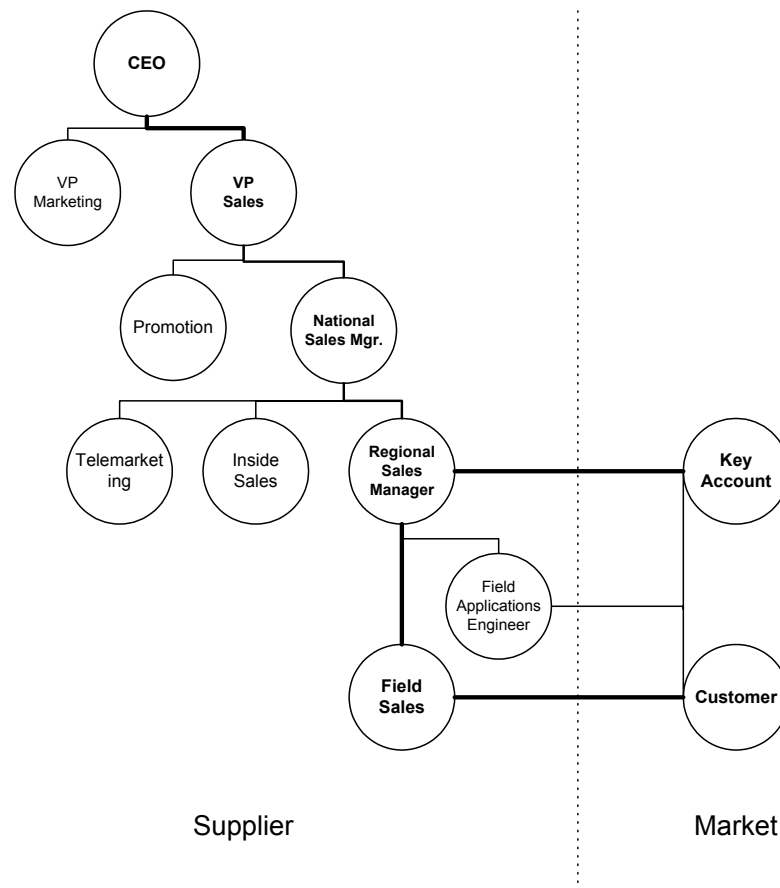 CEO
VP
Marketing
VP
Sales
Promotion
National
Sales Mgr.
Telemarket
ing
Inside
Sales
Regional
Sales
Manager
Key
Account
Field
Applications
Engineer
Field
Sales
Customer
Supplier
Market